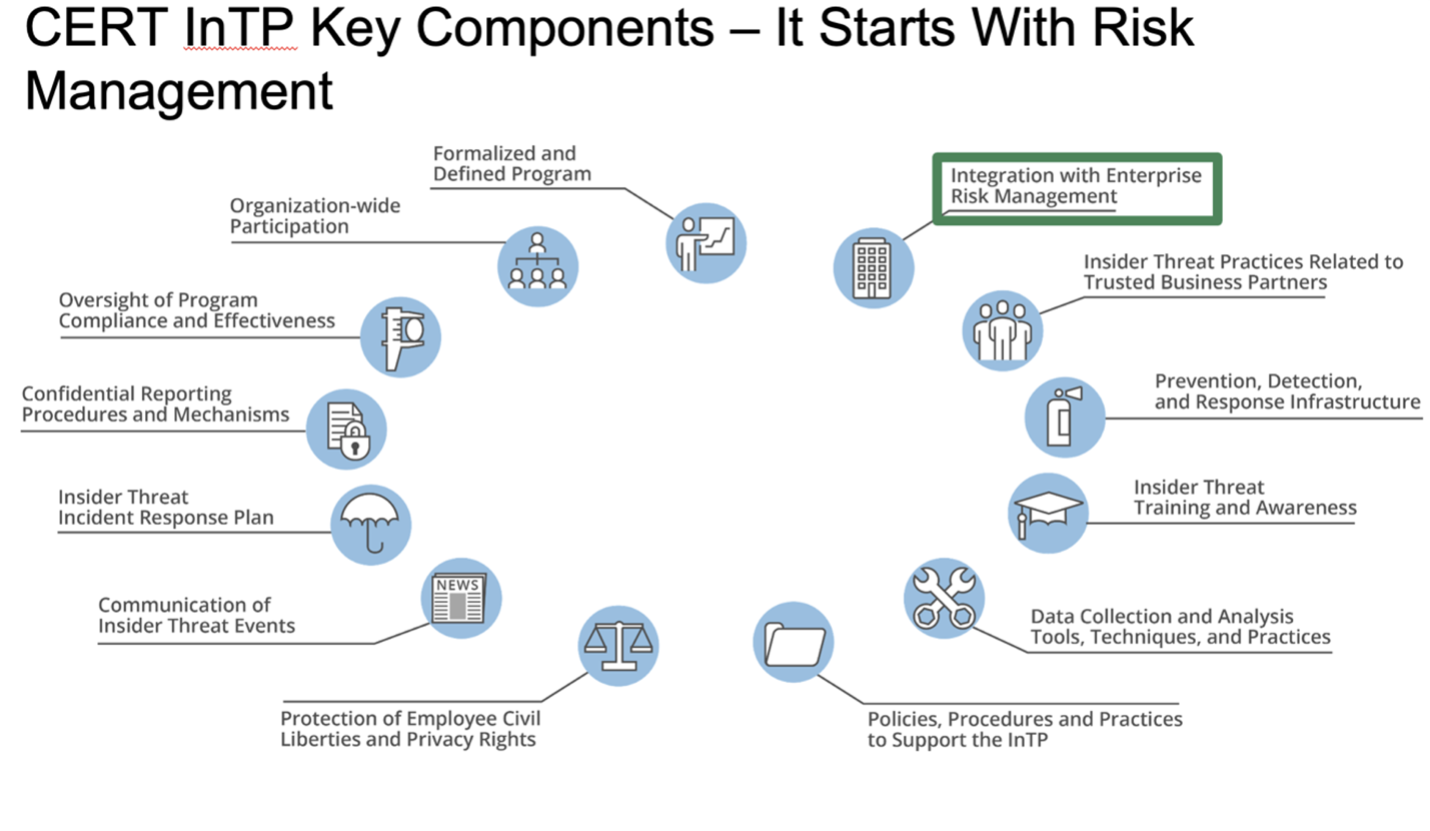 CERT InTP Key Components – It Starts With Risk
Management
Formalized and
Defined Program
Integration with Enterprise
Risk Management
Organization-wide
Participation
Insider Threat Practices Related to
Trusted Business Partners
Oversight of Program
Compliance and Effectiveness
Prevention, Detection,
and Response Infrastructure
Confidential Reporting
Procedures and Mechanisms
Insider Threat
Training and Awareness
Insider Threat
Incident Response Plan
NEWS
Communication of
Insider Threat Events
Data Collection and Analysis
Tools, Techniques, and Practices
Protection of Employee Civil
Liberties and Privacy Rights
Policies, Procedures and Practices
to Support the InTP